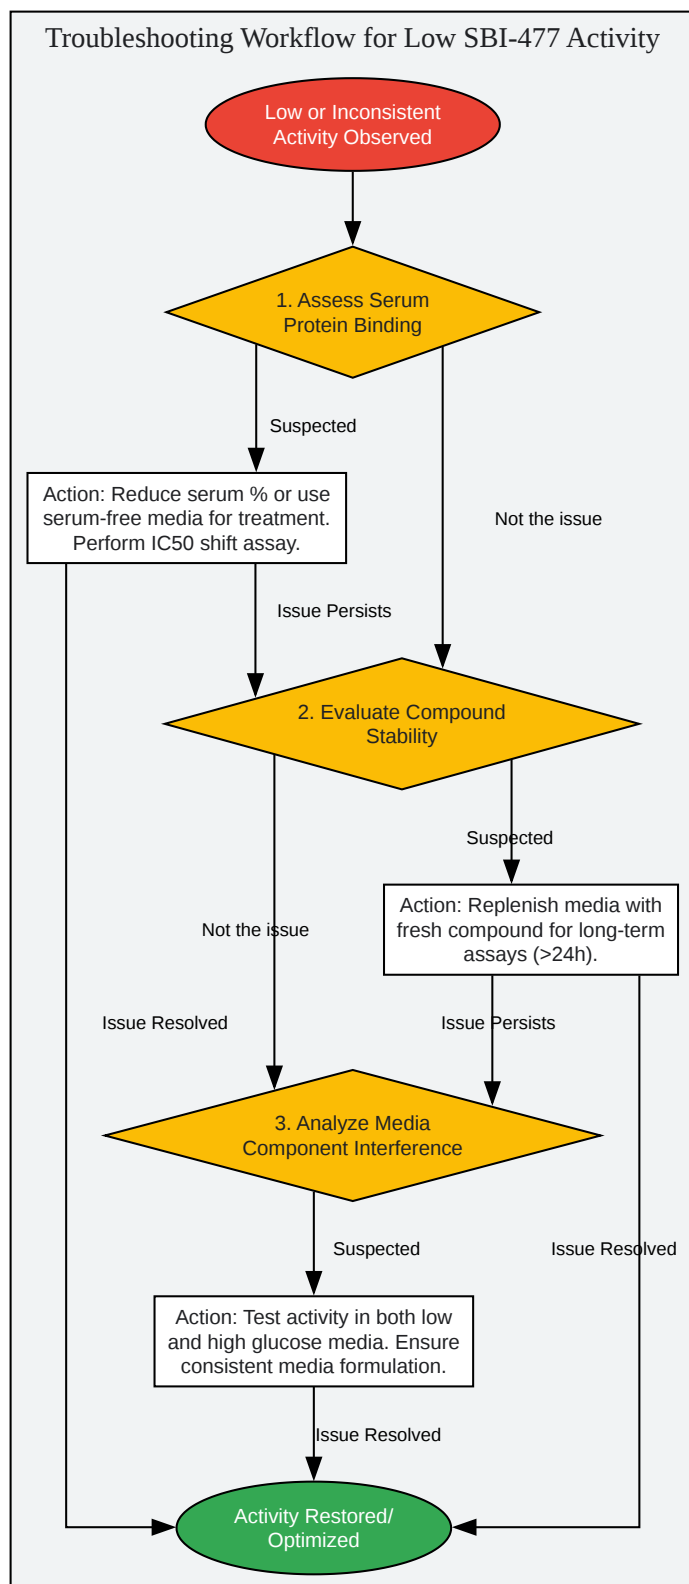 Troubleshooting Workflow for Low SBI-477 Activity
Low or Inconsistent
Activity Observed
1. Assess Serum
Protein Binding
Suspected
Action: Reduce serum % or use
serum-free media for treatment.
Perform IC50 shift assay.
Not the issue
Issue Persists
2. Evaluate Compound
Stability
Suspected
Action: Replenish media with
fresh compound for long-term
assays (>24h).
Not the issue
Issue Resolved
Issue Persists
3. Analyze Media
Component Interference
Suspected
Issue Resolved
Action: Test activity in both low
and high glucose media. Ensure
consistent media formulation.
Issue Resolved
Activity Restored/
Optimized